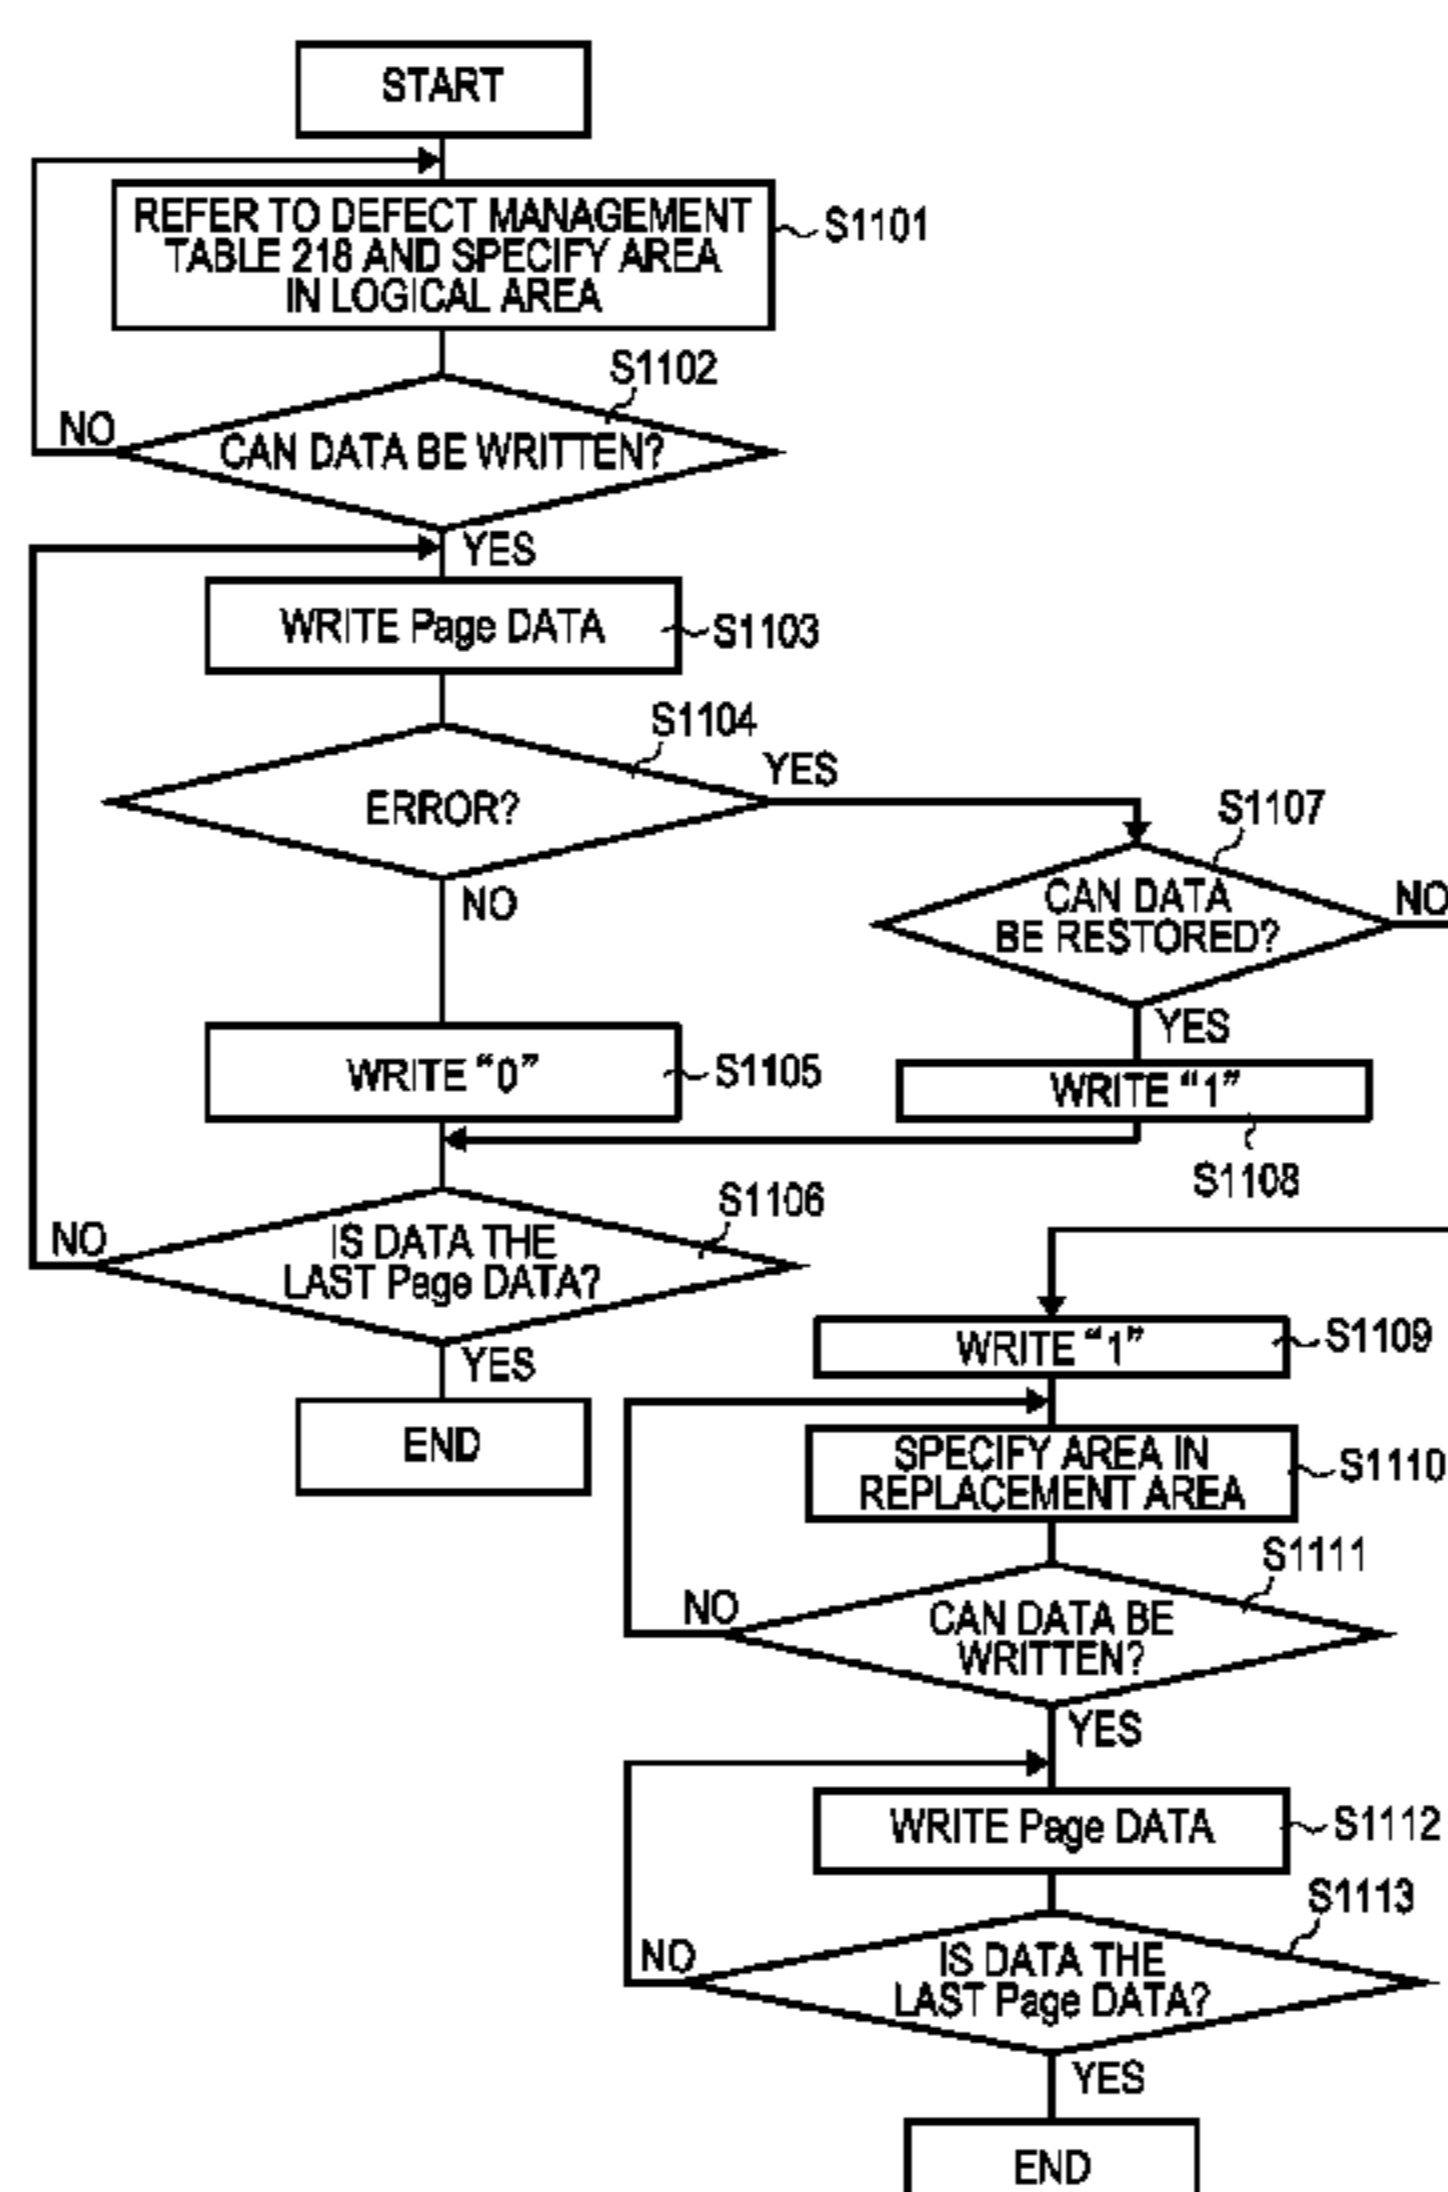 START
REFER TO DEFECT MANAGEMENT
TABLE 218 AND SPECIFY AREA
IN LOGICAL AREA
S1101
S1102
NO
CAN DATA BE WRITTEN?
YES
WRITE Page DATA
S1103
S1104
YES
ERROR?
NO
S1107
CAN DATA
BE RESTORED?
NO
YES
WRITE “0”
S1105
WRITE “1”
S1108
S1106
NO
IS DATA THE
LAST Page DATA?
YES
END
WRITE “1”
S1109
SPECIFY AREA IN
REPLACEMENT AREA
S1110
S1111
NO
CAN DATA BE
WRITTEN?
YES
WRITE Page DATA
S1112
S1113
NO
IS DATA THE
LAST Page DATA?
YES
END